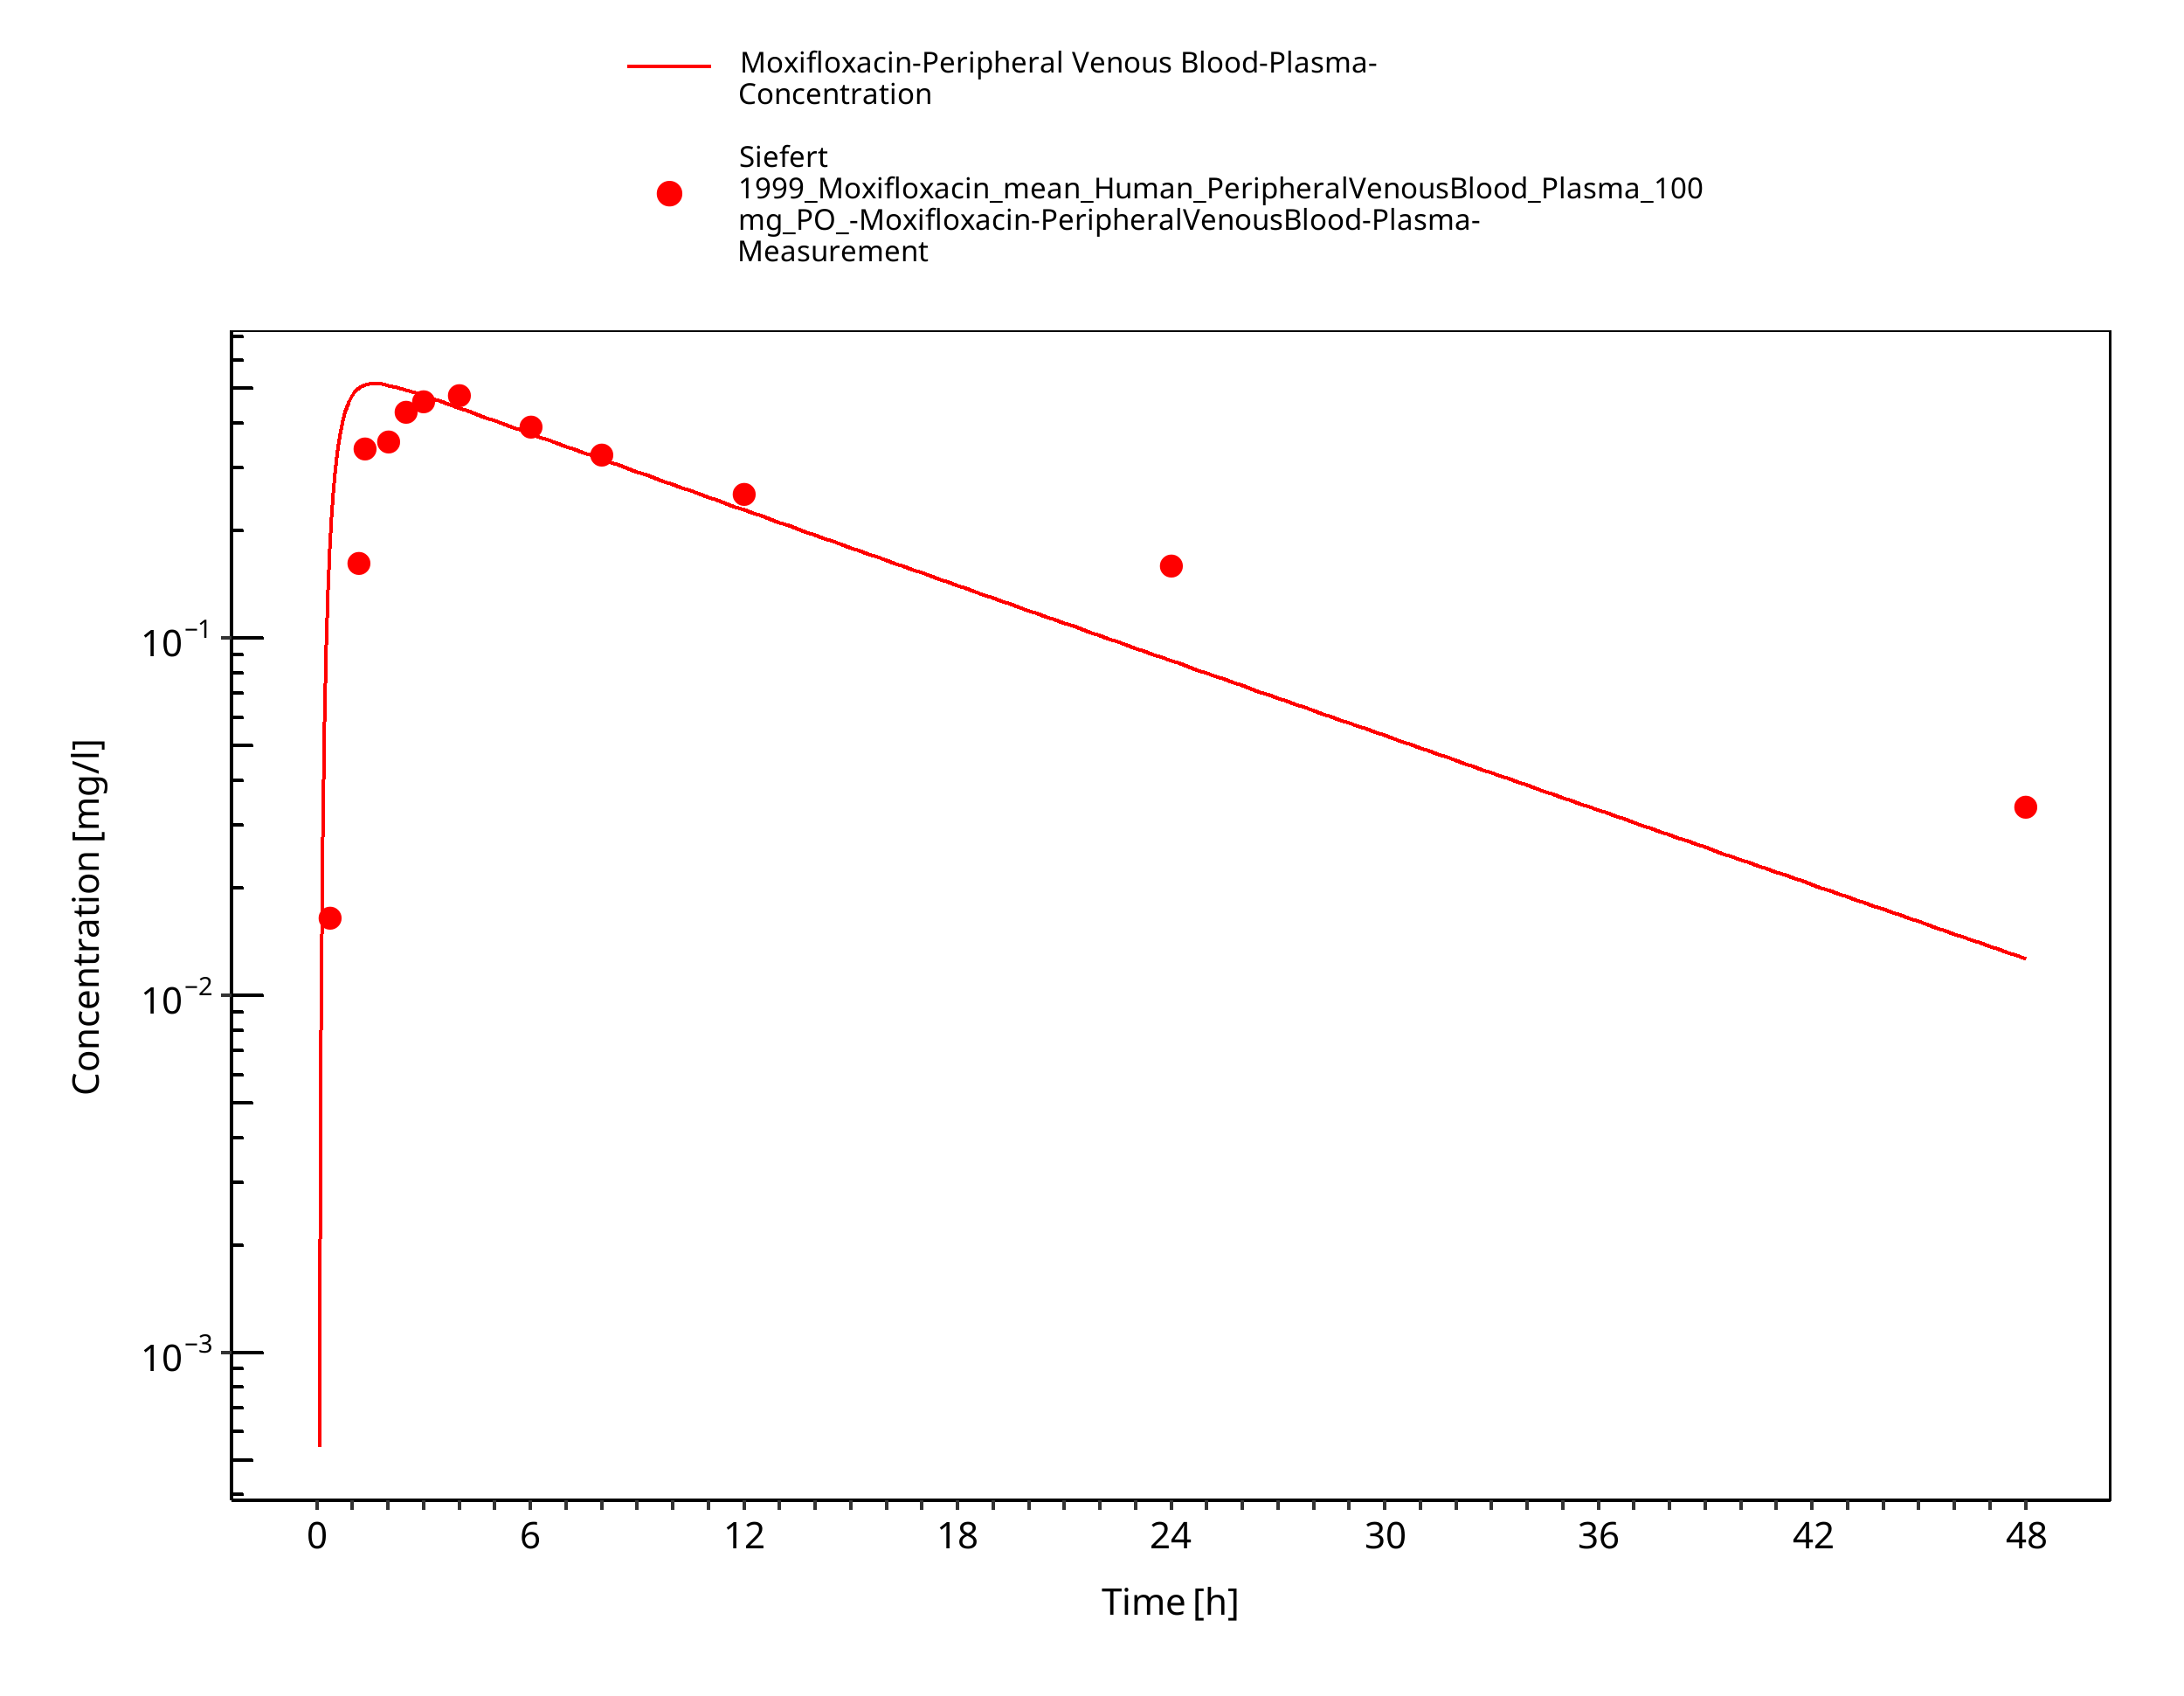 Moxifloxacin-Peripheral Venous Blood-Plasma-
Concentration
Siefert
1999_Moxifloxacin_mean_Human_PeripheralVenousBlood_Plasma_100
mg_PO_-Moxifloxacin-PeripheralVenousBlood-Plasma-
Measurement
Concentration [mg/l]
10⁻¹
10⁻²
10⁻³
0 6 12 18 24 30 36 42 48
Time [h]